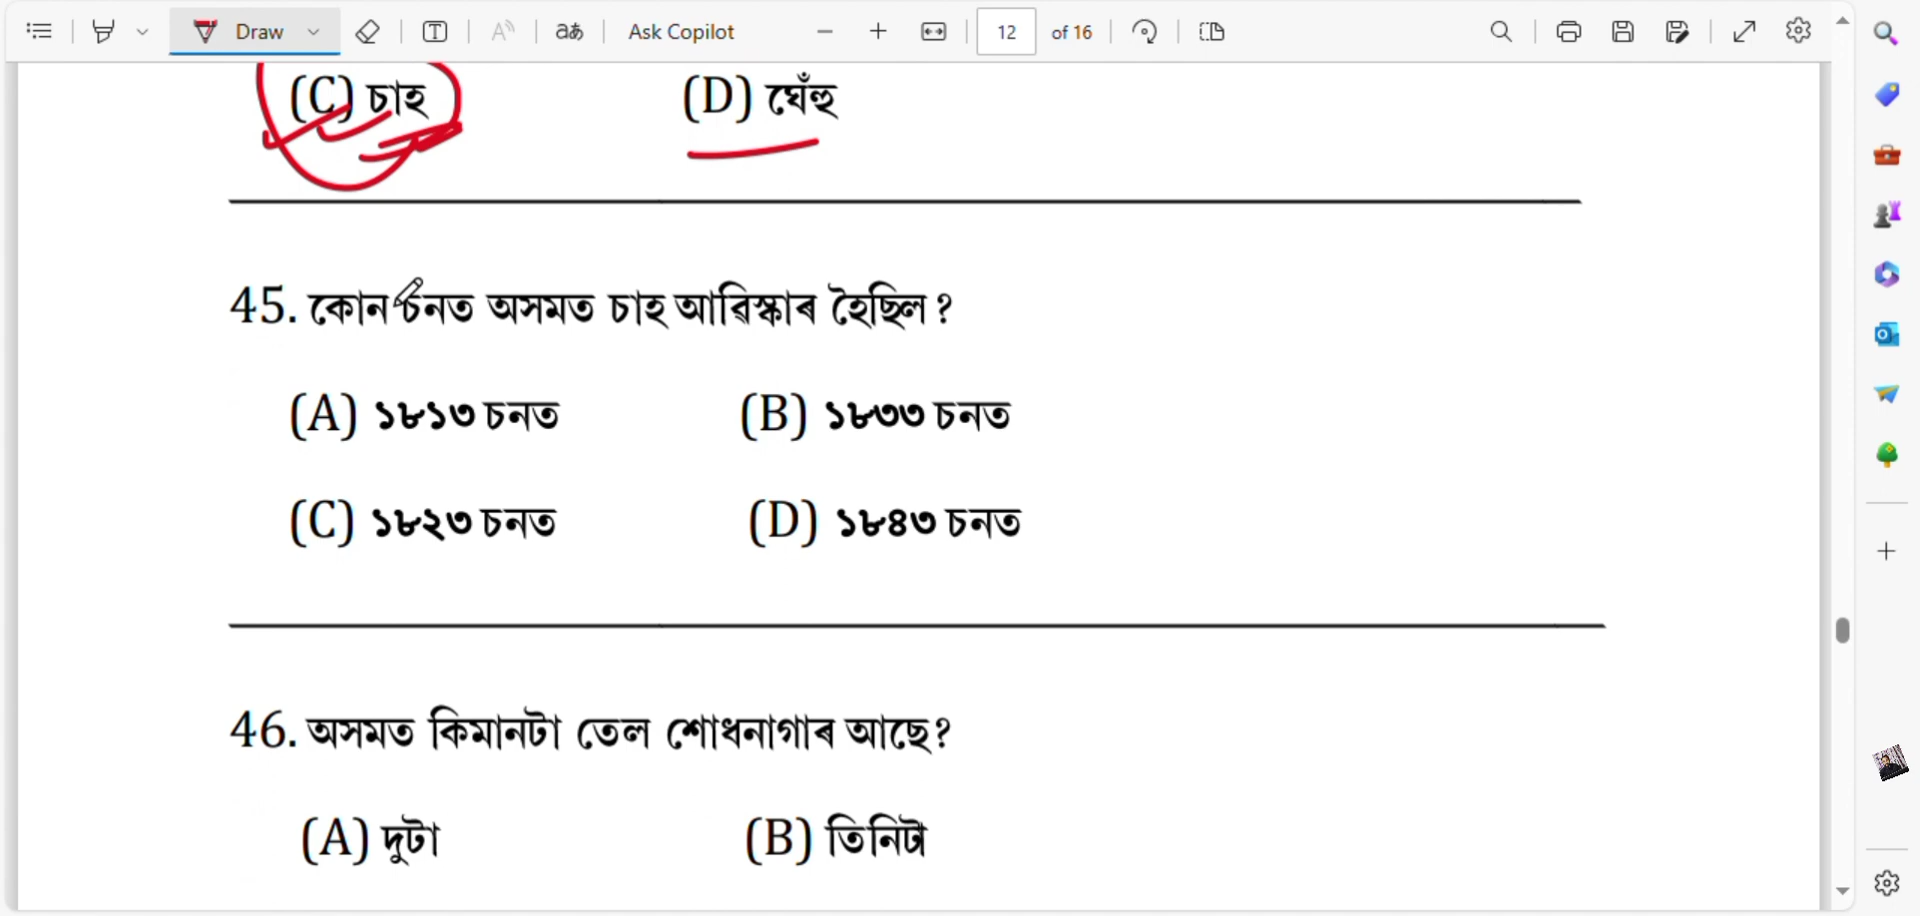 Draw
Ask Copilot
12 of 16
(C) চাহ (D) ঘেঁহু
45. কোন চনত অসমত চাহ আৱিস্কাৰ হৈছিল ?
(A) ১৮১৩ চনত (B) ১৮৩৩ চনত
(C) ১৮২৩ চনত (D) ১৮৪৩ চনত
46. অসমত কিমানটা তেল শোধনাগাৰ আছে?
(A) দুটা (B) তিনিটা